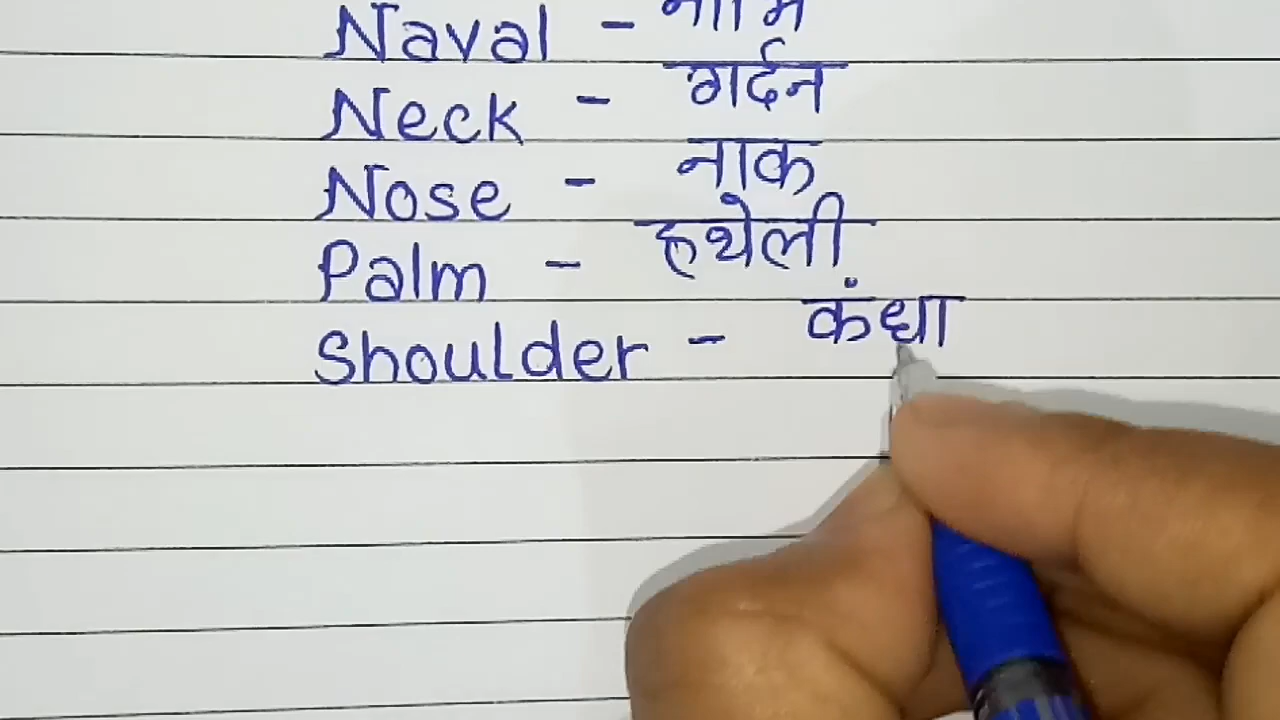 Naval - नाभि
Neck - गर्दन
Nose - नाक
Palm - हथेली
Shoulder - कंधा